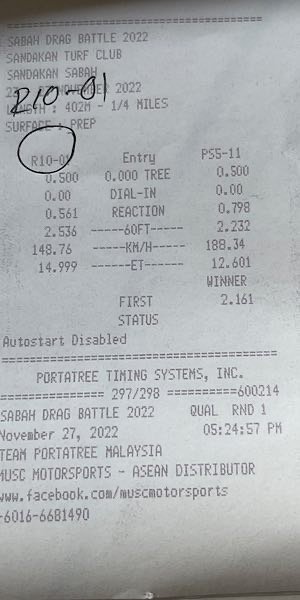 SABAH DRAG BATTLE 2022
SANDAKAN TURF CLUB
SANDAKAN SABAH
NOVEMBER 2022
R10-01
LENGTH : 402M - 1/4 MILES
SURFACE : PREP
R10-01 Entry PS5-11
0.500 0.000 TREE 0.500
0.00 DIAL-IN 0.00
0.561 REACTION 0.798
2.536 -----60FT----- 2.232
148.76 -----KM/H----- 188.34
14.999 ------ET------ 12.601
WINNER
FIRST 2.161
STATUS
Autostart Disabled
========================================
PORTATREE TIMING SYSTEMS, INC.
=============== 297/298 ==========600214
SABAH DRAG BATTLE 2022 QUAL RND 1
November 27, 2022 05:24:57 PM
TEAM PORTATREE MALAYSIA
MUSC MOTORSPORTS - ASEAN DISTRIBUTOR
www.facebook.com/muscmotorsports
-6016-6681490